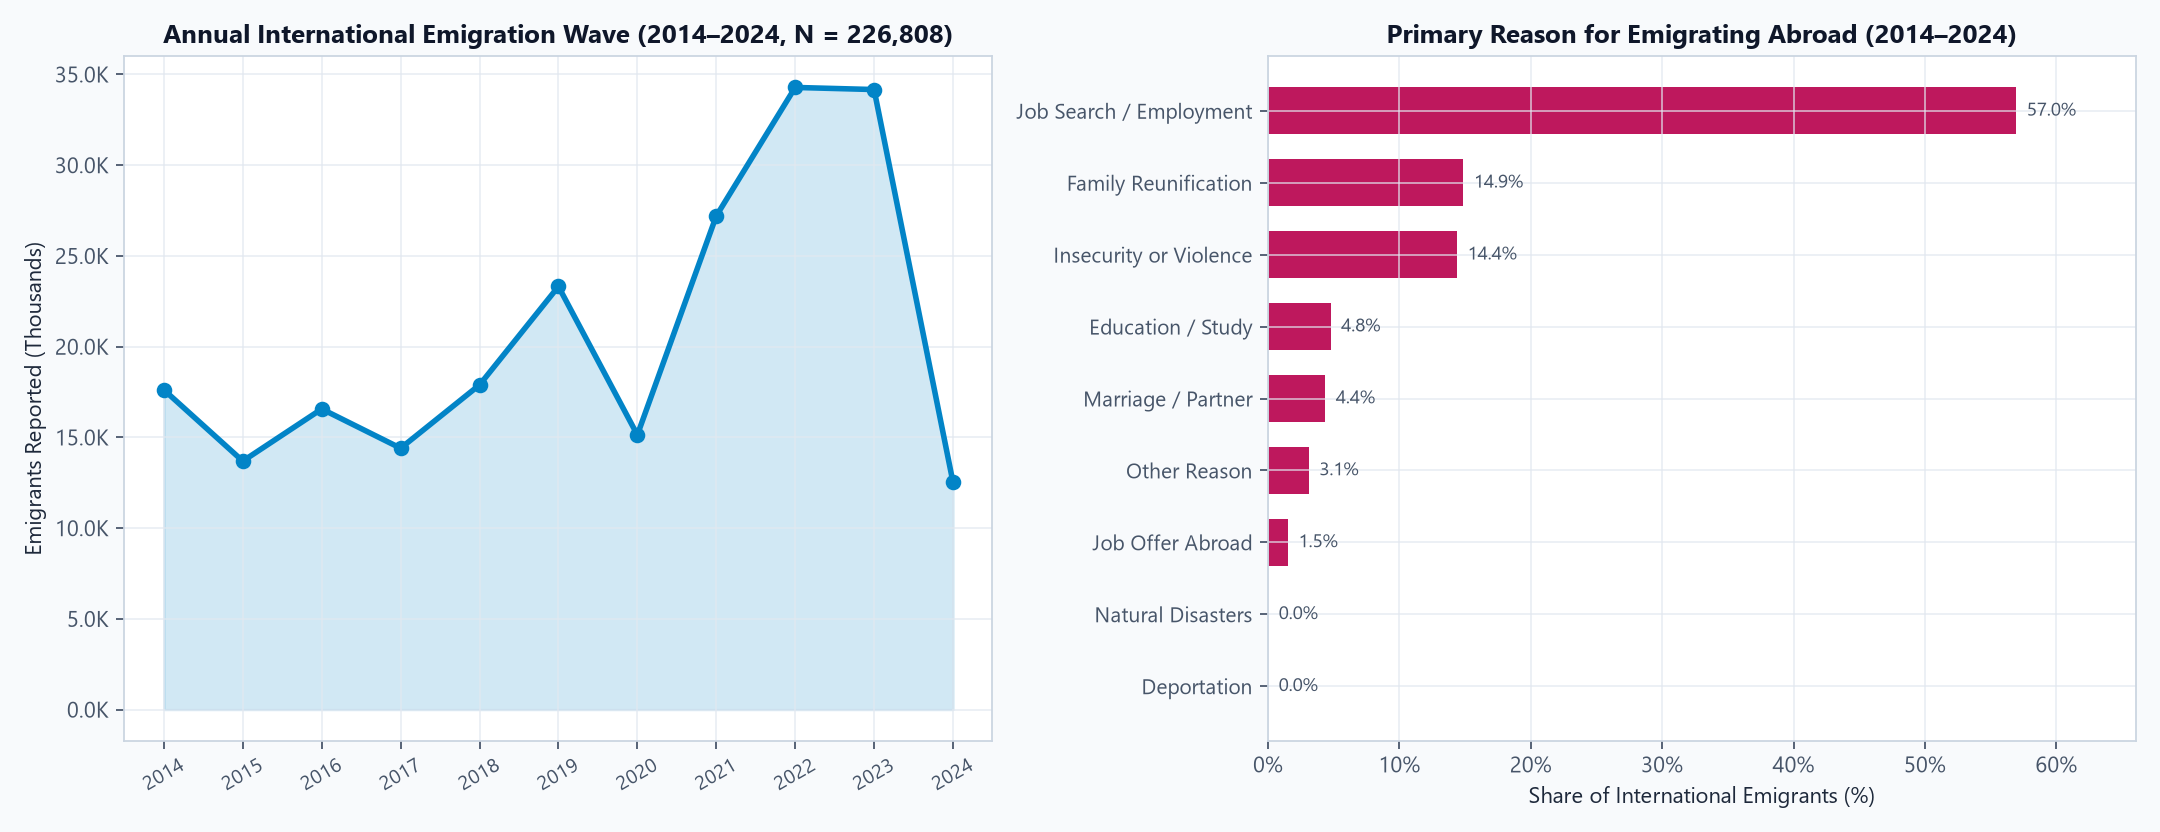 Annual International Emigration Wave (2014–2024, N = 226,808)
Emigrants Reported (Thousands)
35.0K
30.0K
25.0K
20.0K
15.0K
10.0K
5.0K
0.0K
2014
2015
2016
2017
2018
2019
2020
2021
2022
2023
2024
Primary Reason for Emigrating Abroad (2014–2024)
Job Search / Employment 57.0%
Family Reunification 14.9%
Insecurity or Violence 14.4%
Education / Study 4.8%
Marriage / Partner 4.4%
Other Reason 3.1%
Job Offer Abroad 1.5%
Natural Disasters 0.0%
Deportation 0.0%
0% 10% 20% 30% 40% 50% 60%
Share of International Emigrants (%)